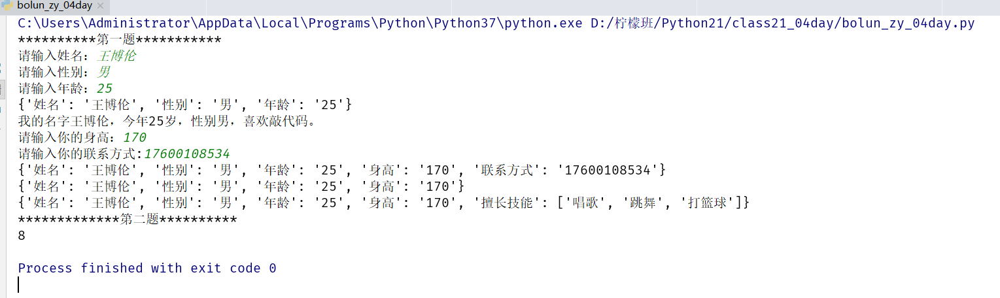 bolun_zy_04day
C:\Users\Administrator\AppData\Local\Programs\Python\Python37\python.exe D:/柠檬班/Python21/class21_04day/bolun_zy_04day.py
**********第一题***********
请输入姓名：王博伦
请输入性别：男
请输入年龄：25
{'姓名': '王博伦', '性别': '男', '年龄': '25'}
我的名字王博伦，今年25岁，性别男，喜欢敲代码。
请输入你的身高：170
请输入你的联系方式:17600108534
{'姓名': '王博伦', '性别': '男', '年龄': '25', '身高': '170', '联系方式': '17600108534'}
{'姓名': '王博伦', '性别': '男', '年龄': '25', '身高': '170'}
{'姓名': '王博伦', '性别': '男', '年龄': '25', '身高': '170', '擅长技能': ['唱歌', '跳舞', '打篮球']}
*************第二题**********
8
Process finished with exit code 0